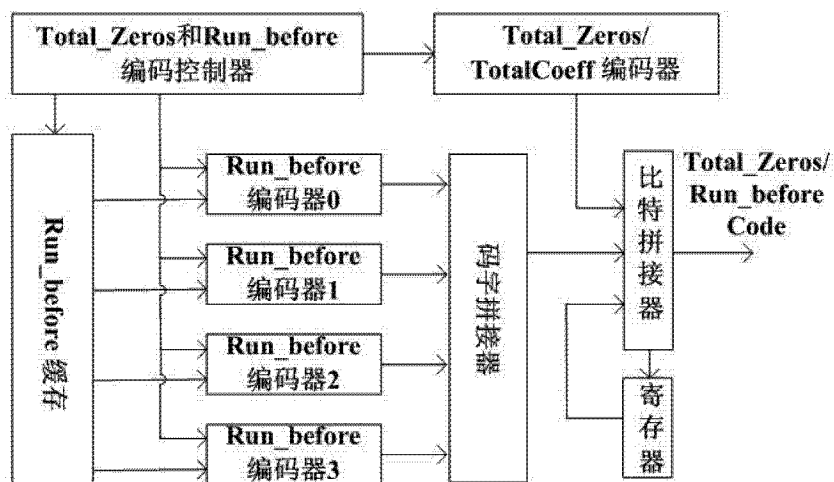 Total_Zeros和Run_before
编码控制器
Total_Zeros/
TotalCoeff 编码器
Run_before 缓存
Run_before
编码器0
Run_before
编码器1
Run_before
编码器2
Run_before
编码器3
码字拼接器
比特拼接器
寄存器
Total_Zeros/
Run_before
Code